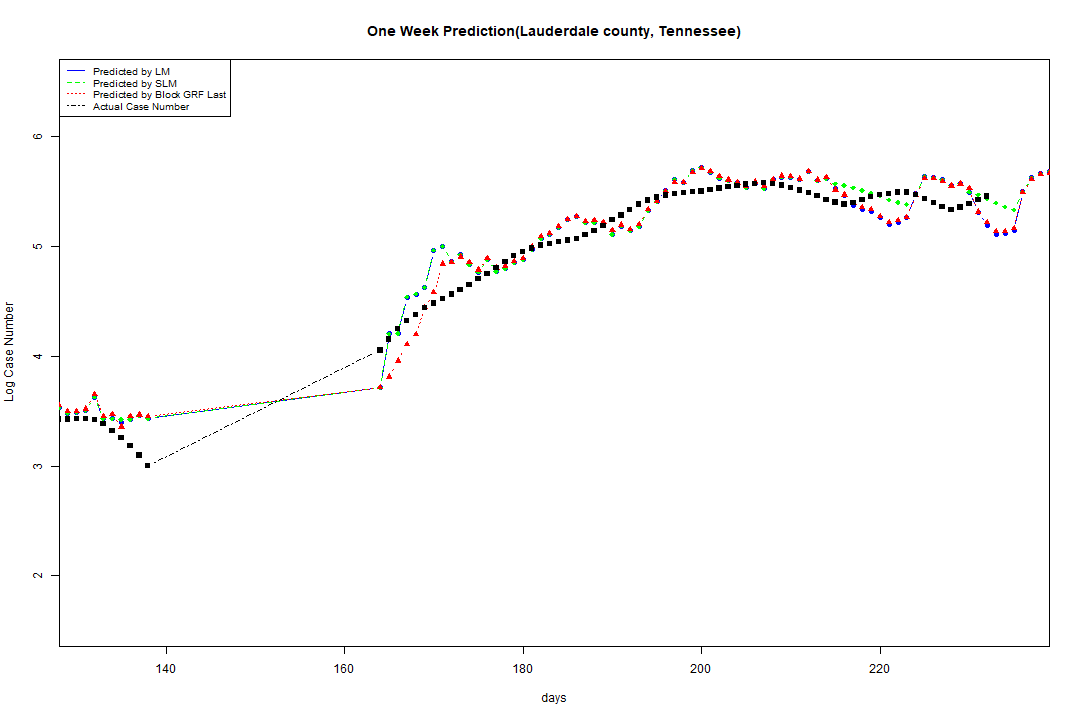 One Week Prediction(Lauderdale county, Tennessee)
Predicted by LM
Predicted by SLM
Predicted by Block GRF Last
Actual Case Number
6
5
4
3
2
Log Case Number
140 160 180 200 220
days